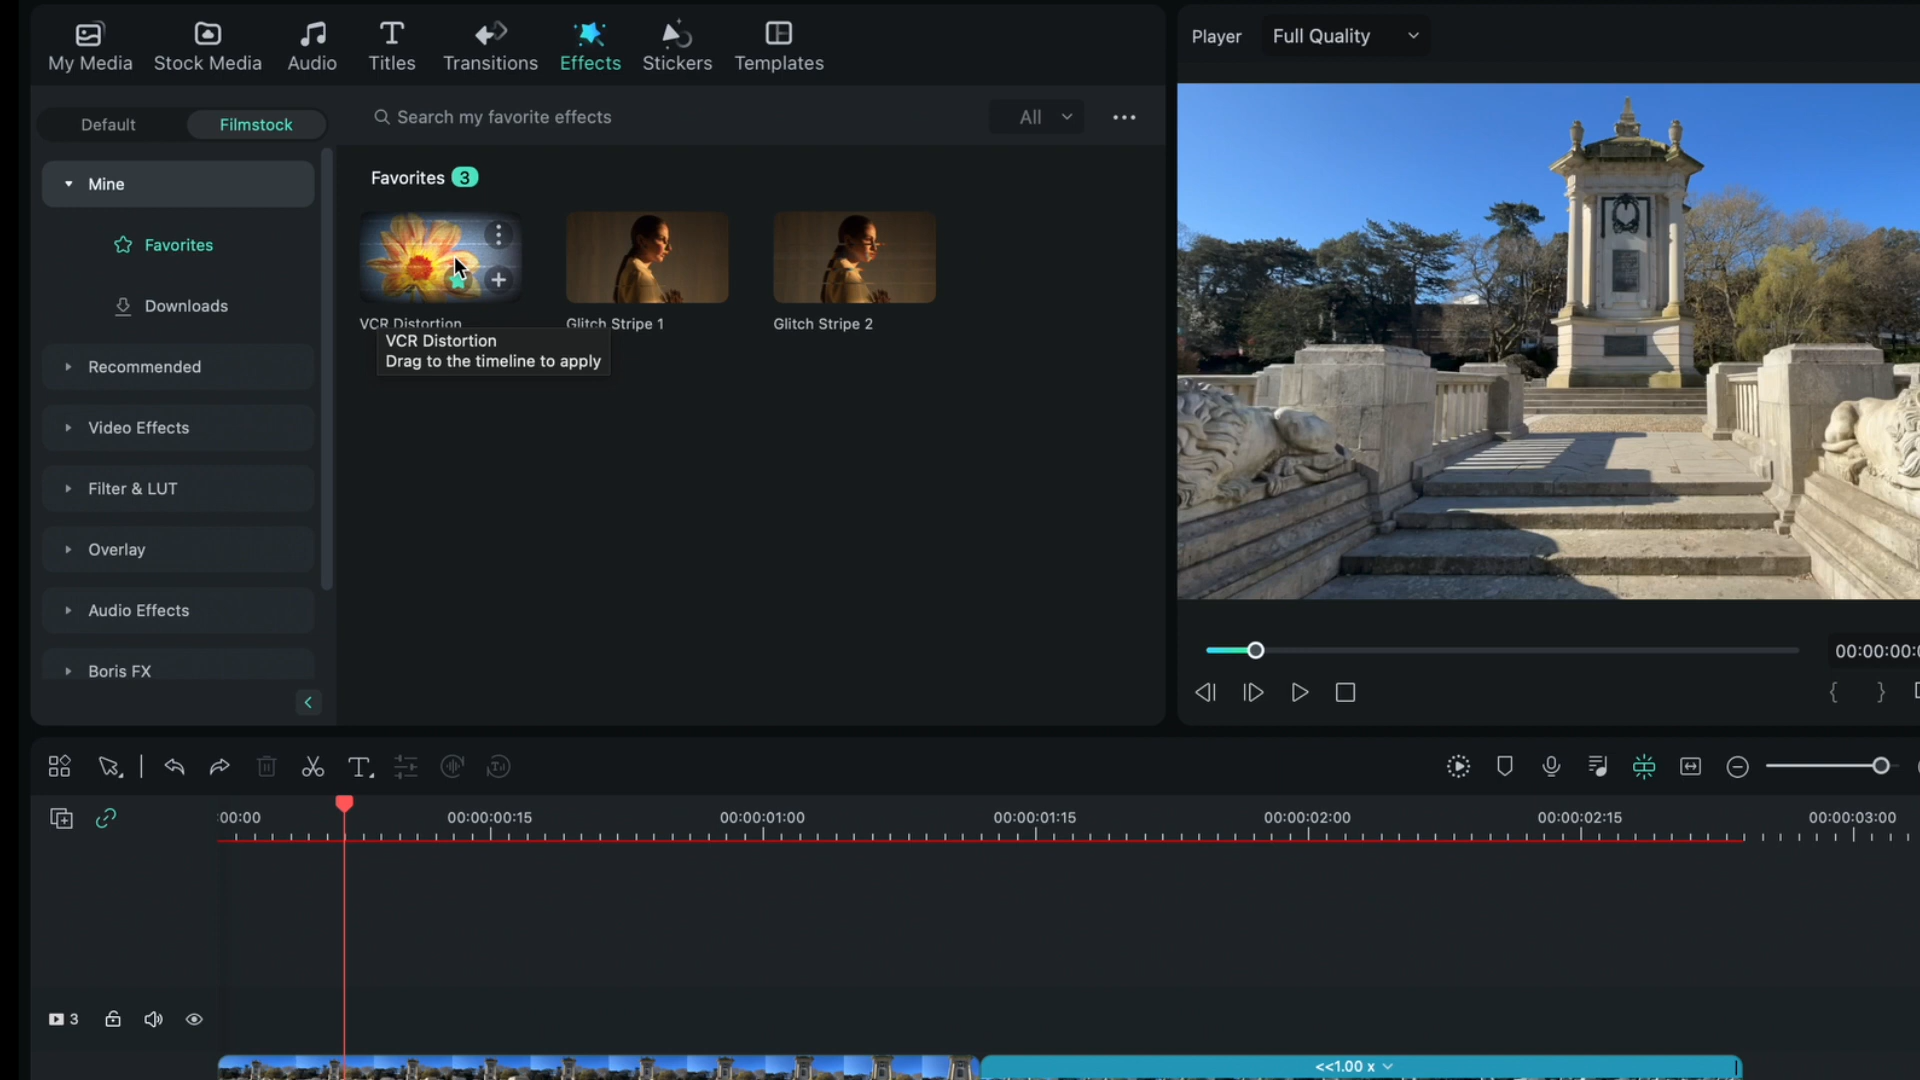 My Media
Stock Media
Audio
Titles
Transitions
Effects
Stickers
Templates
Player
Full Quality
Default
Filmstock
Search my favorite effects
All
Mine
Favorites
Downloads
Recommended
Video Effects
Filter & LUT
Overlay
Audio Effects
Boris FX
Favorites 3
VCR Distortion
Glitch Stripe 1
Glitch Stripe 2
VCR Distortion
Drag to the timeline to apply
00:00:00:0
:00:00
00:00:00:15
00:00:01:00
00:00:01:15
00:00:02:00
00:00:02:15
00:00:03:00
3
<<1.00 x